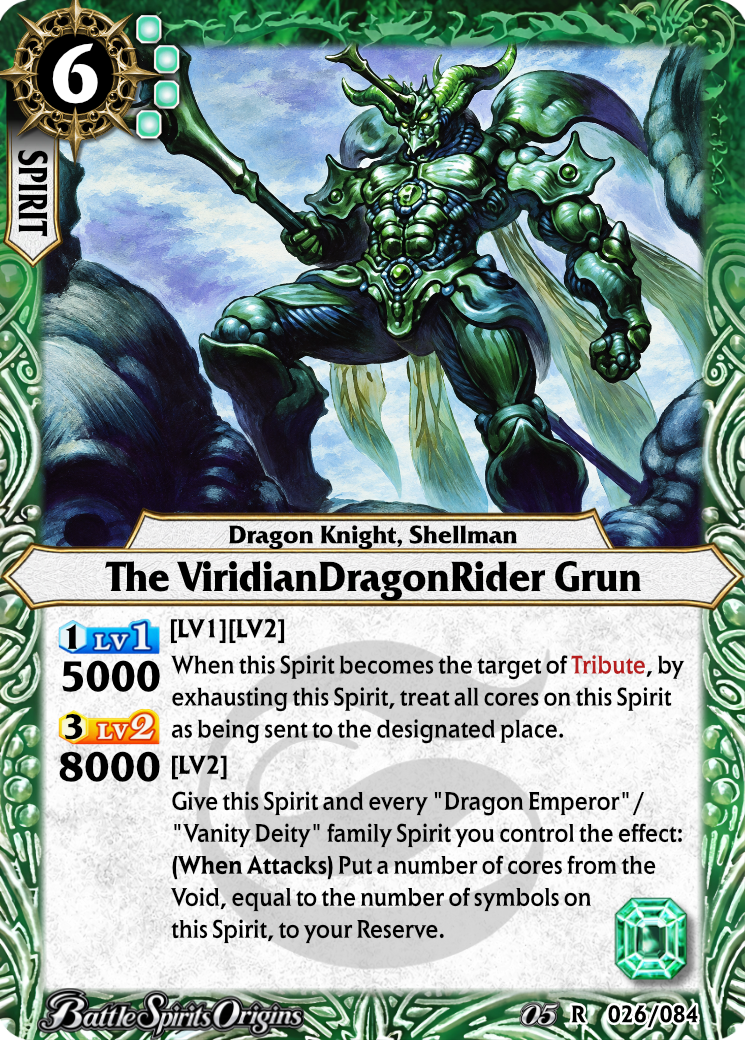 6
SPIRIT
Dragon Knight, Shellman
The ViridianDragonRider Grun
1 LV1
5000
3 LV2
8000
[LV1][LV2]
When this Spirit becomes the target of Tribute, by
exhausting this Spirit, treat all cores on this Spirit
as being sent to the designated place.
[LV2]
Give this Spirit and every "Dragon Emperor"/
"Vanity Deity" family Spirit you control the effect:
(When Attacks) Put a number of cores from the
Void, equal to the number of symbols on
this Spirit, to your Reserve.
Battle Spirits Origins
05 R 026/084